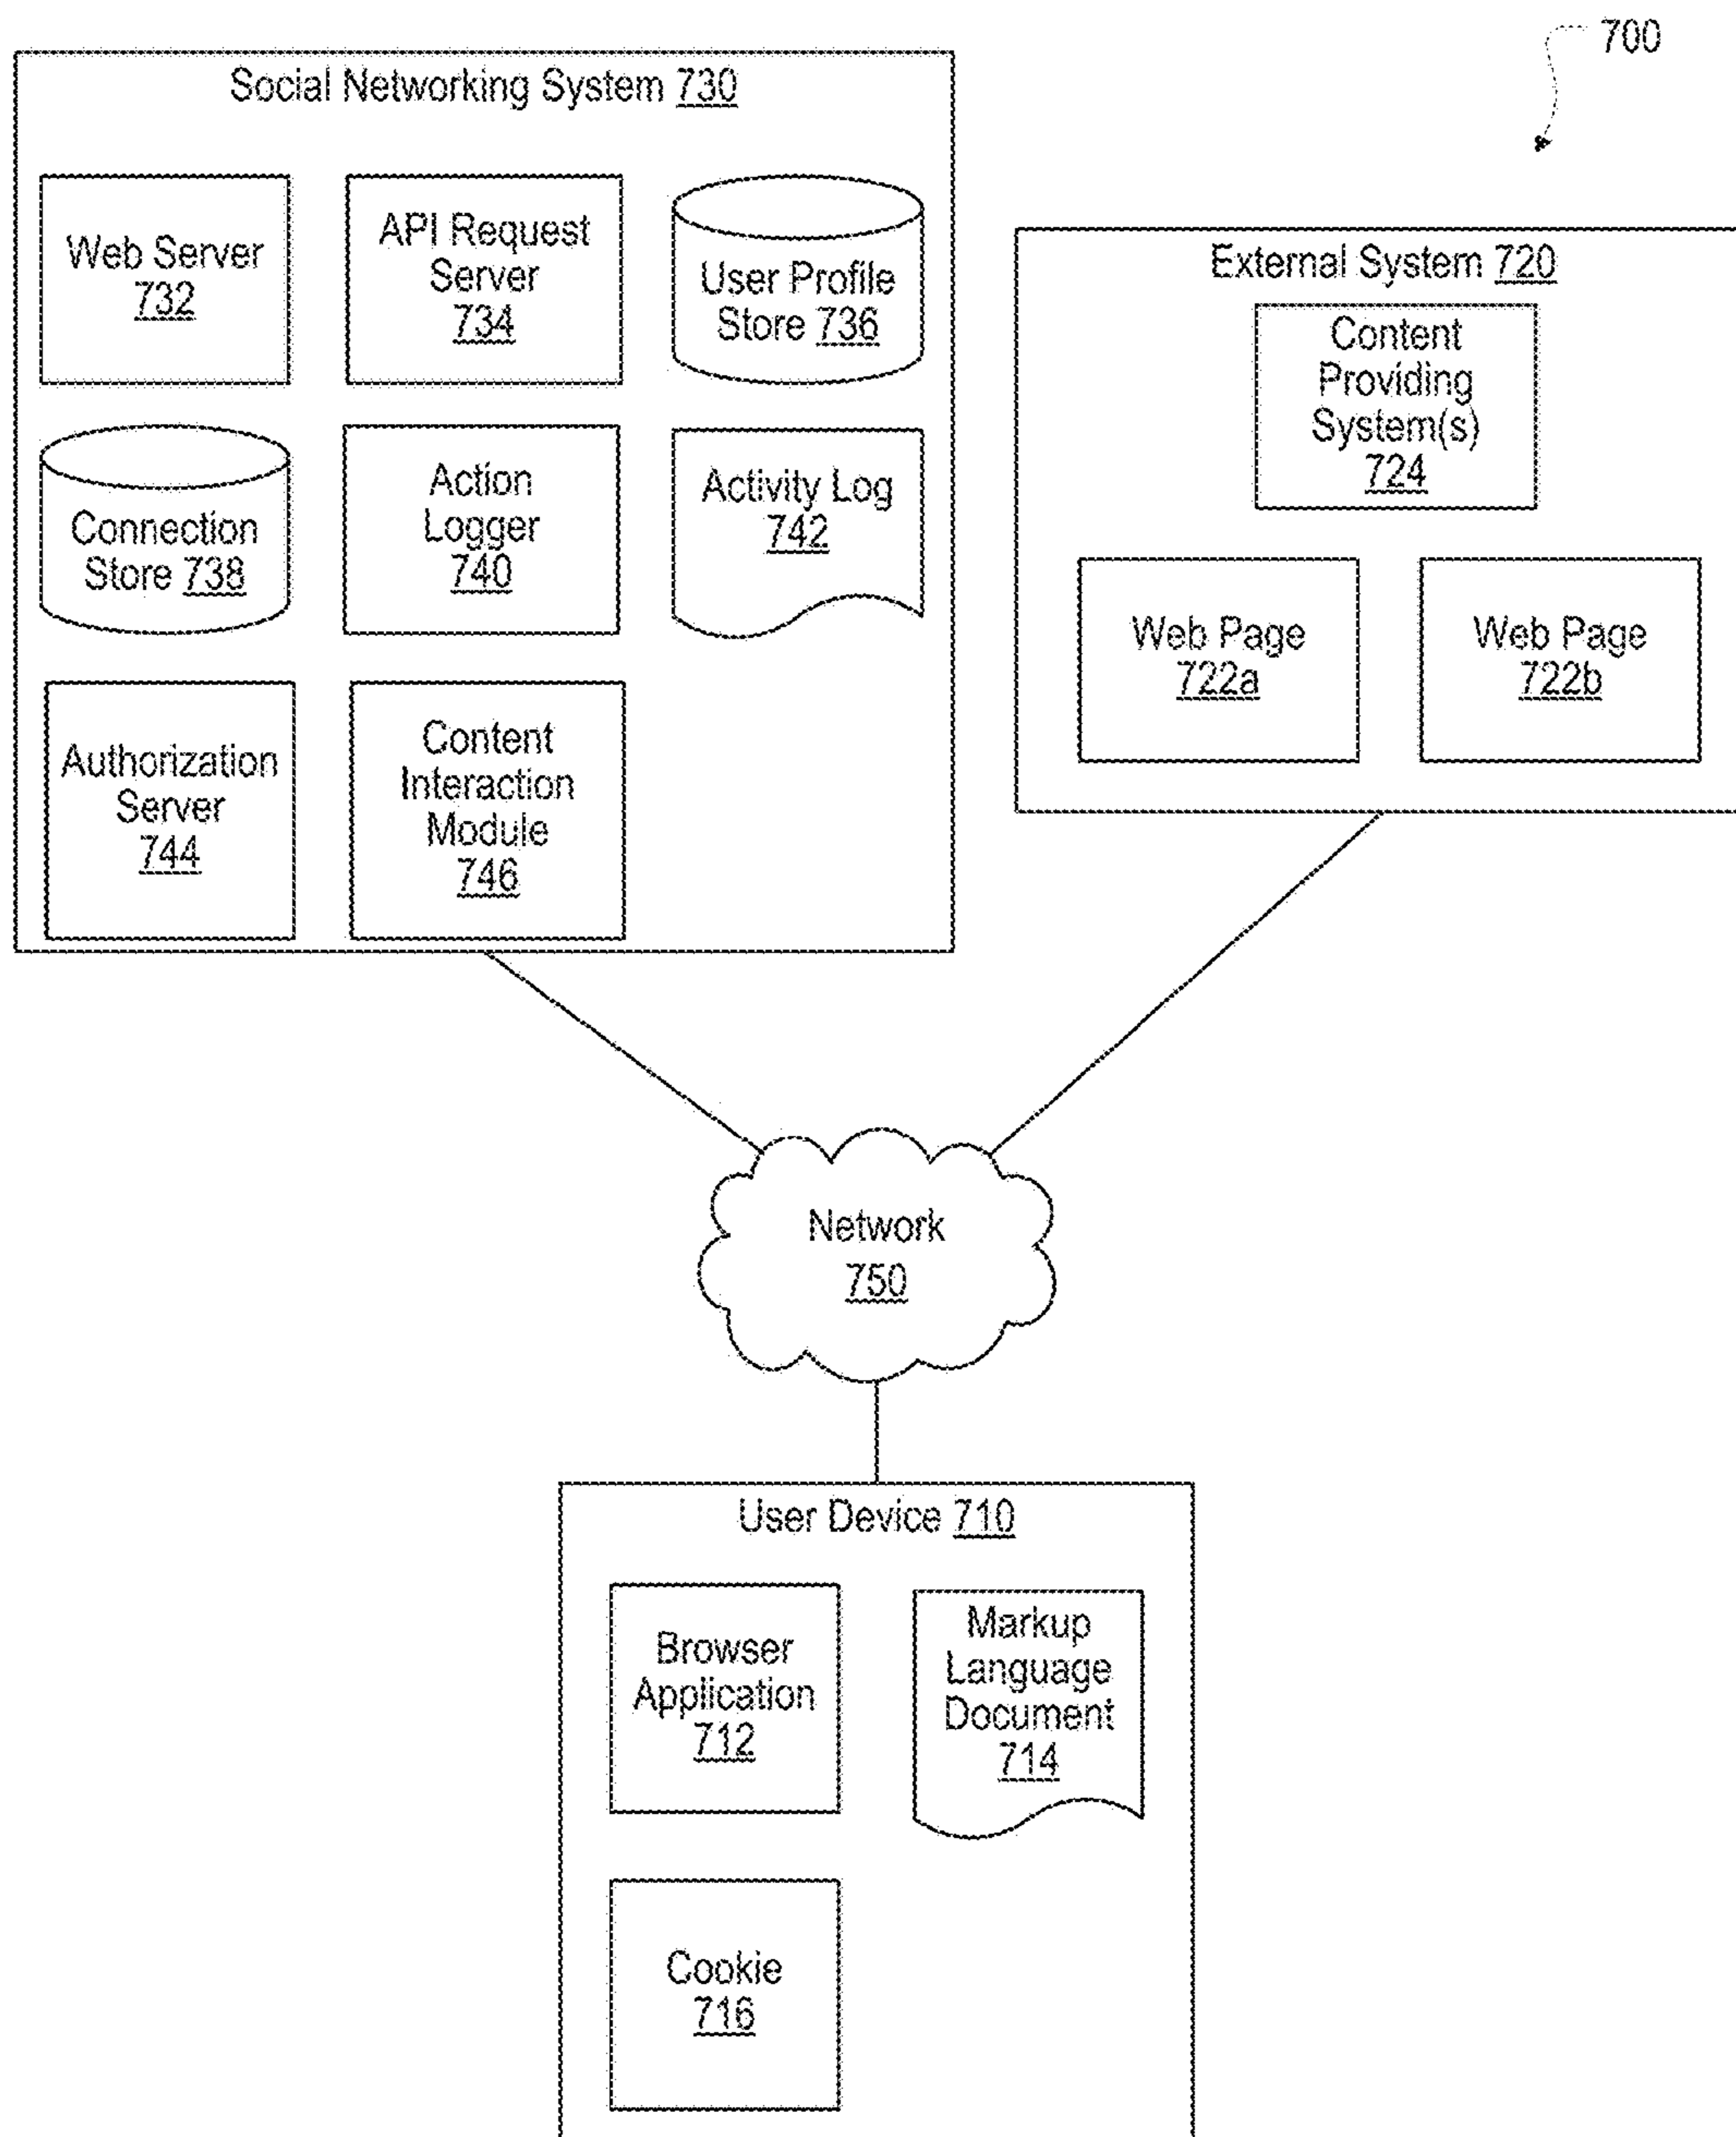 700
Social Networking System 730
Web Server
732
API Request
Server
734
User Profile
Store 736
Connection
Store 738
Action
Logger
740
Activity Log
742
Authorization
Server
744
Content
Interaction
Module
746
External System 720
Content
Providing
System(s)
724
Web Page
722a
Web Page
722b
Network
750
User Device 710
Browser
Application
712
Markup
Language
Document
714
Cookie
716